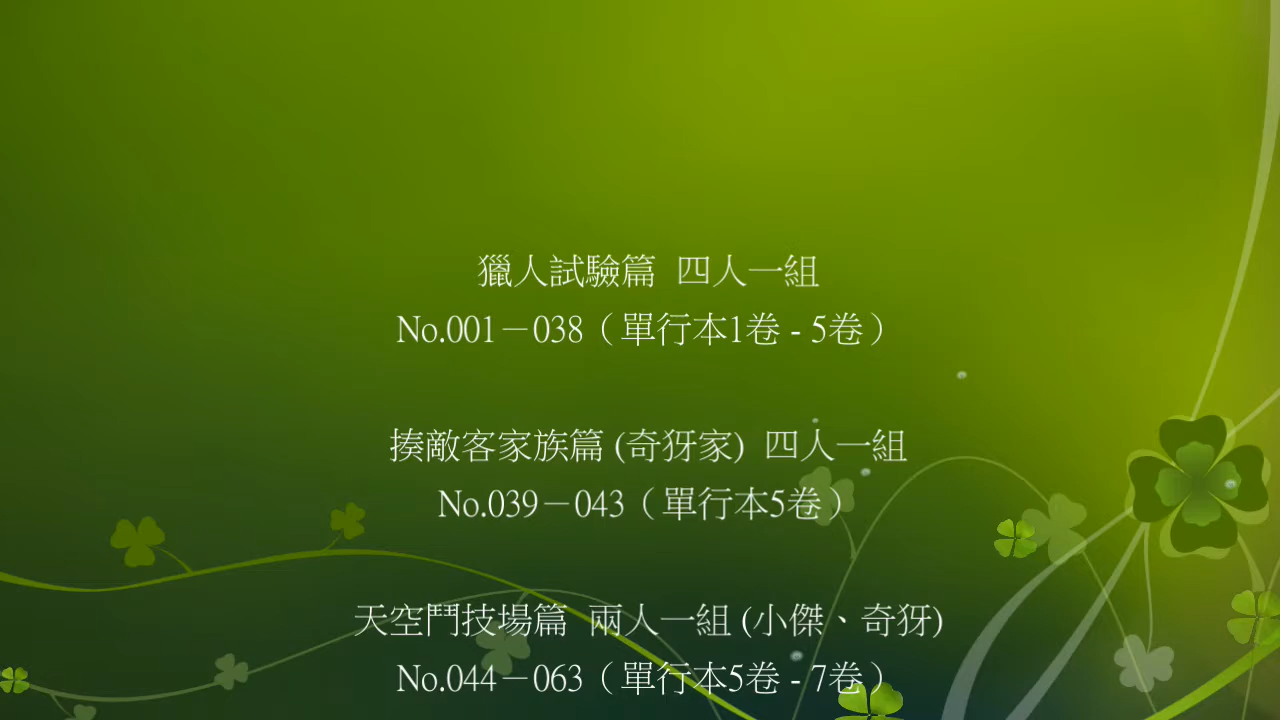 獵人試驗篇 四人一組
No.001－038（單行本1卷 - 5卷）
揍敵客家族篇 (奇犽家) 四人一組
No.039－043（單行本5卷）
天空鬥技場篇 兩人一組 (小傑、奇犽)
No.044－063（單行本5卷 - 7卷）